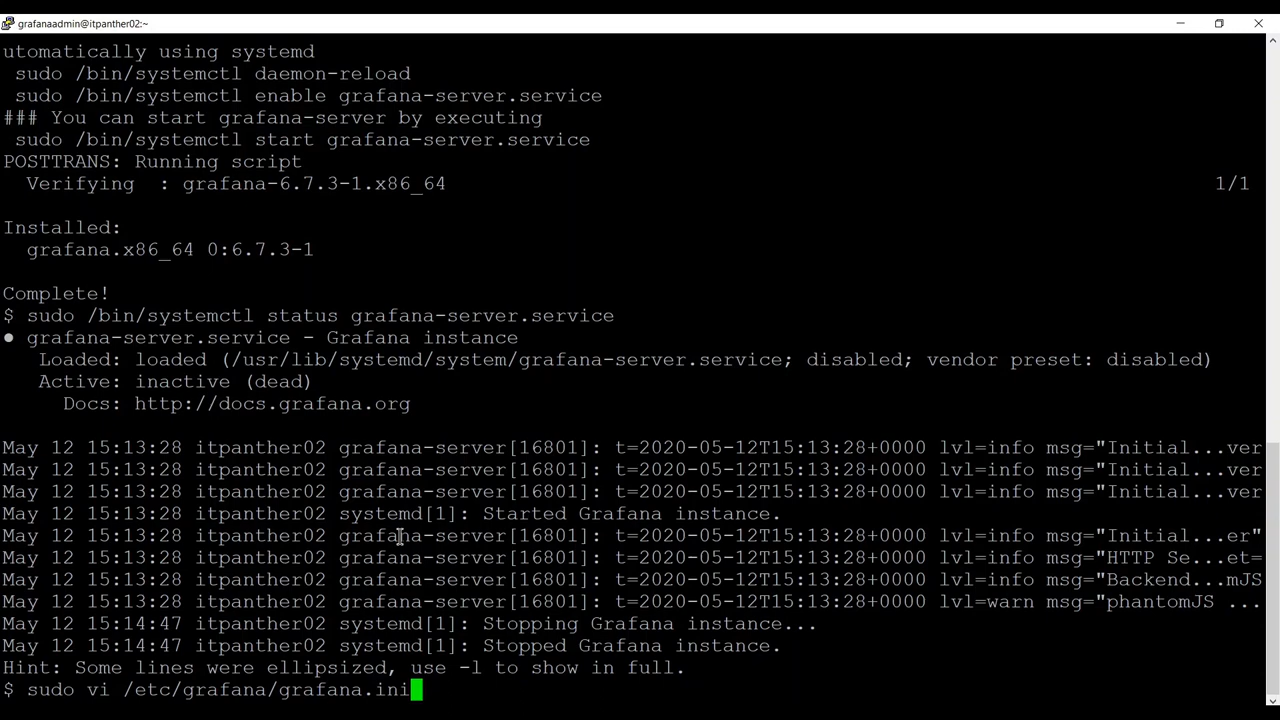 grafanaadmin@itpanther02:~
utomatically using systemd
 sudo /bin/systemctl daemon-reload
 sudo /bin/systemctl enable grafana-server.service
### You can start grafana-server by executing
 sudo /bin/systemctl start grafana-server.service
POSTTRANS: Running script
  Verifying  : grafana-6.7.3-1.x86_64                                                                1/1
Installed:
  grafana.x86_64 0:6.7.3-1
Complete!
$ sudo /bin/systemctl status grafana-server.service
● grafana-server.service - Grafana instance
   Loaded: loaded (/usr/lib/systemd/system/grafana-server.service; disabled; vendor preset: disabled)
   Active: inactive (dead)
     Docs: http://docs.grafana.org
May 12 15:13:28 itpanther02 grafana-server[16801]: t=2020-05-12T15:13:28+0000 lvl=info msg="Initial...ver
May 12 15:13:28 itpanther02 grafana-server[16801]: t=2020-05-12T15:13:28+0000 lvl=info msg="Initial...ver
May 12 15:13:28 itpanther02 grafana-server[16801]: t=2020-05-12T15:13:28+0000 lvl=info msg="Initial...ver
May 12 15:13:28 itpanther02 systemd[1]: Started Grafana instance.
May 12 15:13:28 itpanther02 grafana-server[16801]: t=2020-05-12T15:13:28+0000 lvl=info msg="Initial...er"
May 12 15:13:28 itpanther02 grafana-server[16801]: t=2020-05-12T15:13:28+0000 lvl=info msg="HTTP Se...et=
May 12 15:13:28 itpanther02 grafana-server[16801]: t=2020-05-12T15:13:28+0000 lvl=info msg="Backend...mJS
May 12 15:13:28 itpanther02 grafana-server[16801]: t=2020-05-12T15:13:28+0000 lvl=warn msg="phantomJS ...
May 12 15:14:47 itpanther02 systemd[1]: Stopping Grafana instance...
May 12 15:14:47 itpanther02 systemd[1]: Stopped Grafana instance.
Hint: Some lines were ellipsized, use -l to show in full.
$ sudo vi /etc/grafana/grafana.ini